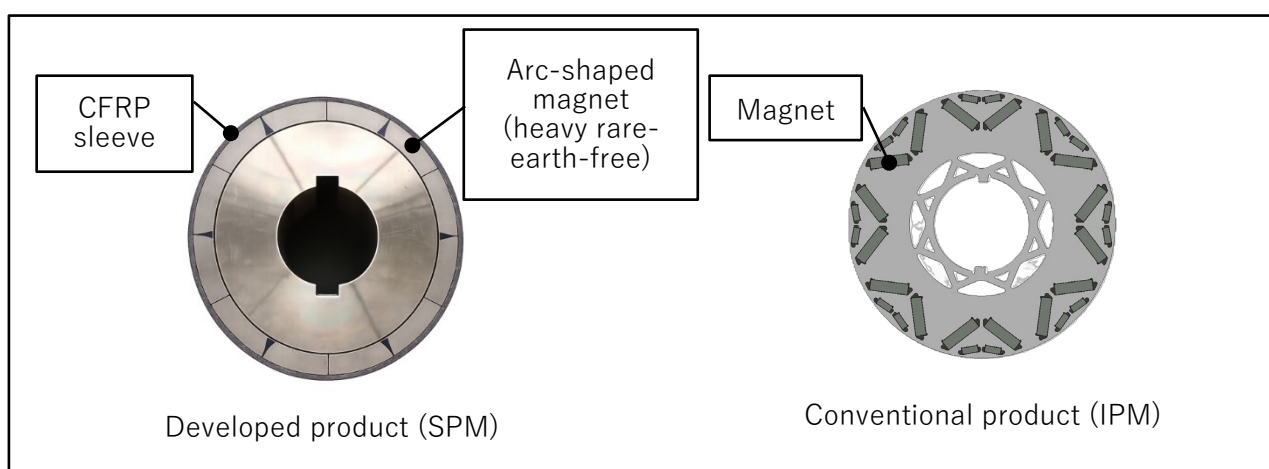 CFRP
sleeve
Arc-shaped
magnet
(heavy rare-
earth-free)
Magnet
Developed product (SPM)
Conventional product (IPM)